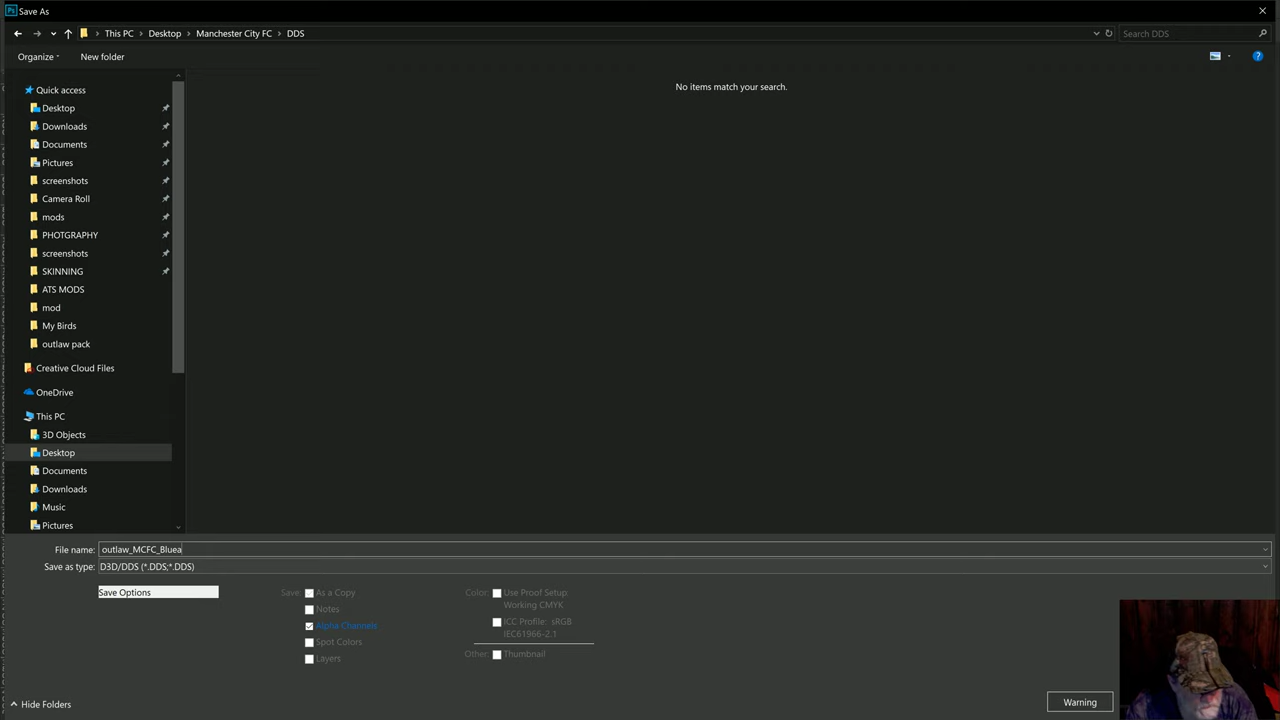 Ps Save As
This PC Desktop Manchester City FC DDS Search DDS
Organize New folder
Quick access
No items match your search.
Desktop
Downloads
Documents
Pictures
screenshots
Camera Roll
mods
PHOTGRAPHY
screenshots
SKINNING
ATS MODS
mod
My Birds
outlaw pack
Creative Cloud Files
OneDrive
This PC
3D Objects
Desktop
Documents
Downloads
Music
Pictures
File name: outlaw_MCFC_Bluea
Save as type: D3D/DDS (*.DDS;*.DDS)
Save Options
Save: As a Copy
Notes
Alpha Channels
Spot Colors
Layers
Color: Use Proof Setup:
Working CMYK
ICC Profile: sRGB
IEC61966-2.1
Other: Thumbnail
Hide Folders
Warning